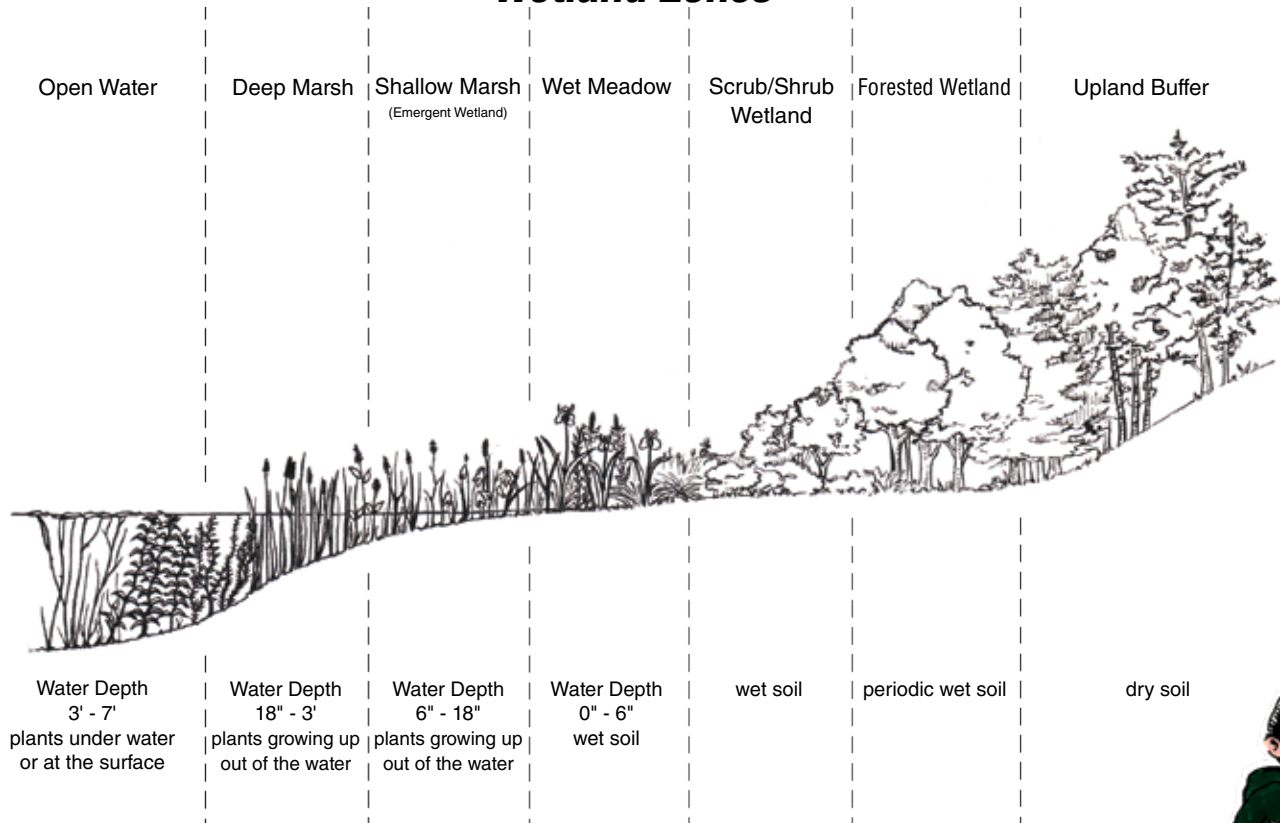 Wetland Zones
Open Water
Deep Marsh
Shallow Marsh
(Emergent Wetland)
Wet Meadow
Scrub/Shrub
Wetland
Forested Wetland
Upland Buffer
Water Depth
3' - 7'
plants under water
or at the surface
Water Depth
18" - 3'
plants growing up
out of the water
Water Depth
6" - 18"
plants growing up
out of the water
Water Depth
0" - 6"
wet soil
wet soil
periodic wet soil
dry soil